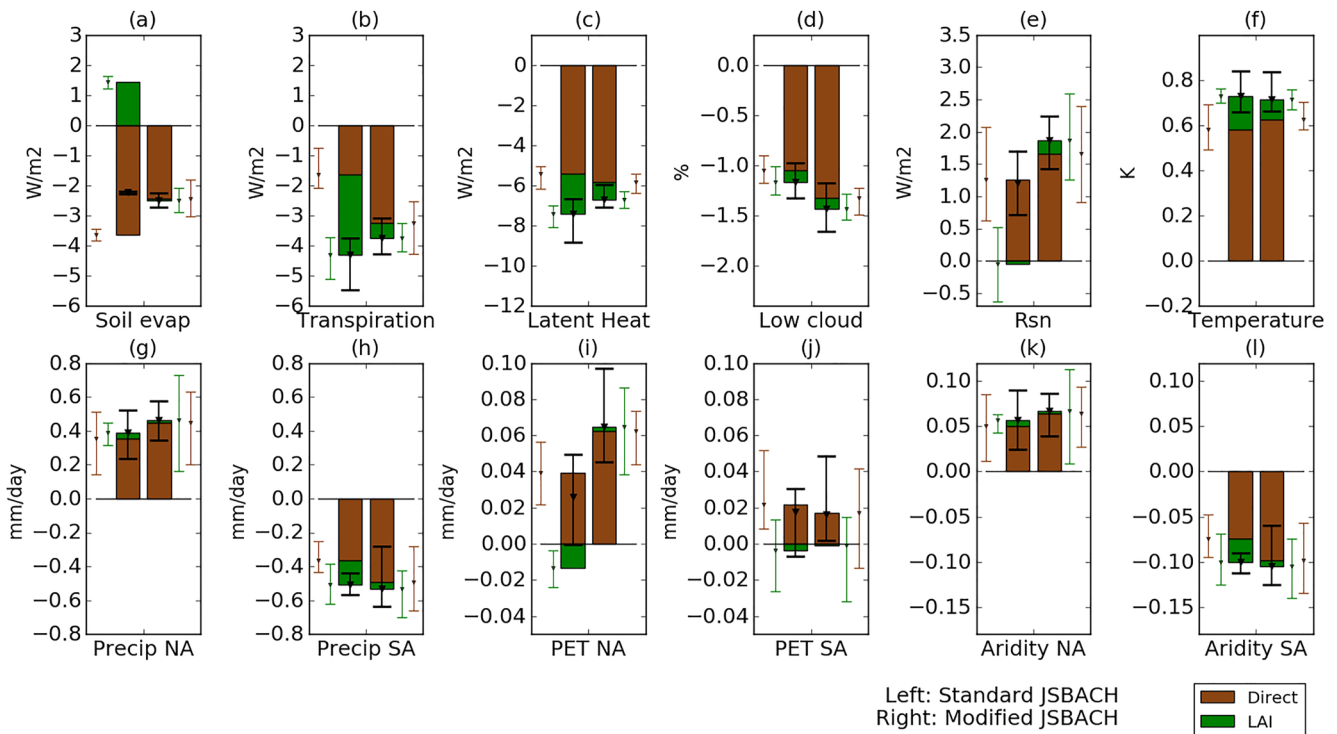 (a) (b) (c) (d) (e) (f)
3 3 0 0.0 3.5
2 2 −2 −0.5 3.0 0.8
1 1 −4 −1.0 2.5 0.6
0 0 −6 −1.5 2.0 0.4
−1 −1 −8 −2.0 1.5 0.2
−2 −2 −10 1.0 0.0
−3 −3 −12 0.5 −0.2
−4 −4 0.0
−5 −5 −0.5
−6 −6
W/m2 W/m2 W/m2 % W/m2 K
Soil evap Transpiration Latent Heat Low cloud Rsn Temperature
(g) (h) (i) (j) (k) (l)
0.8 0.8 0.10 0.10
0.6 0.6 0.08 0.08 0.10 0.10
0.4 0.4 0.06 0.06 0.05 0.05
0.2 0.2 0.04 0.04 0.00 0.00
0.0 0.0 0.02 0.02 −0.05 −0.05
−0.2 −0.2 0.00 0.00 −0.10 −0.10
−0.4 −0.4 −0.02 −0.02 −0.15 −0.15
−0.6 −0.6 −0.04 −0.04
−0.8 −0.8
mm/day mm/day mm/day mm/day
Precip NA Precip SA PET NA PET SA Aridity NA Aridity SA
Left: Standard JSBACH
Right: Modified JSBACH
Direct
LAI